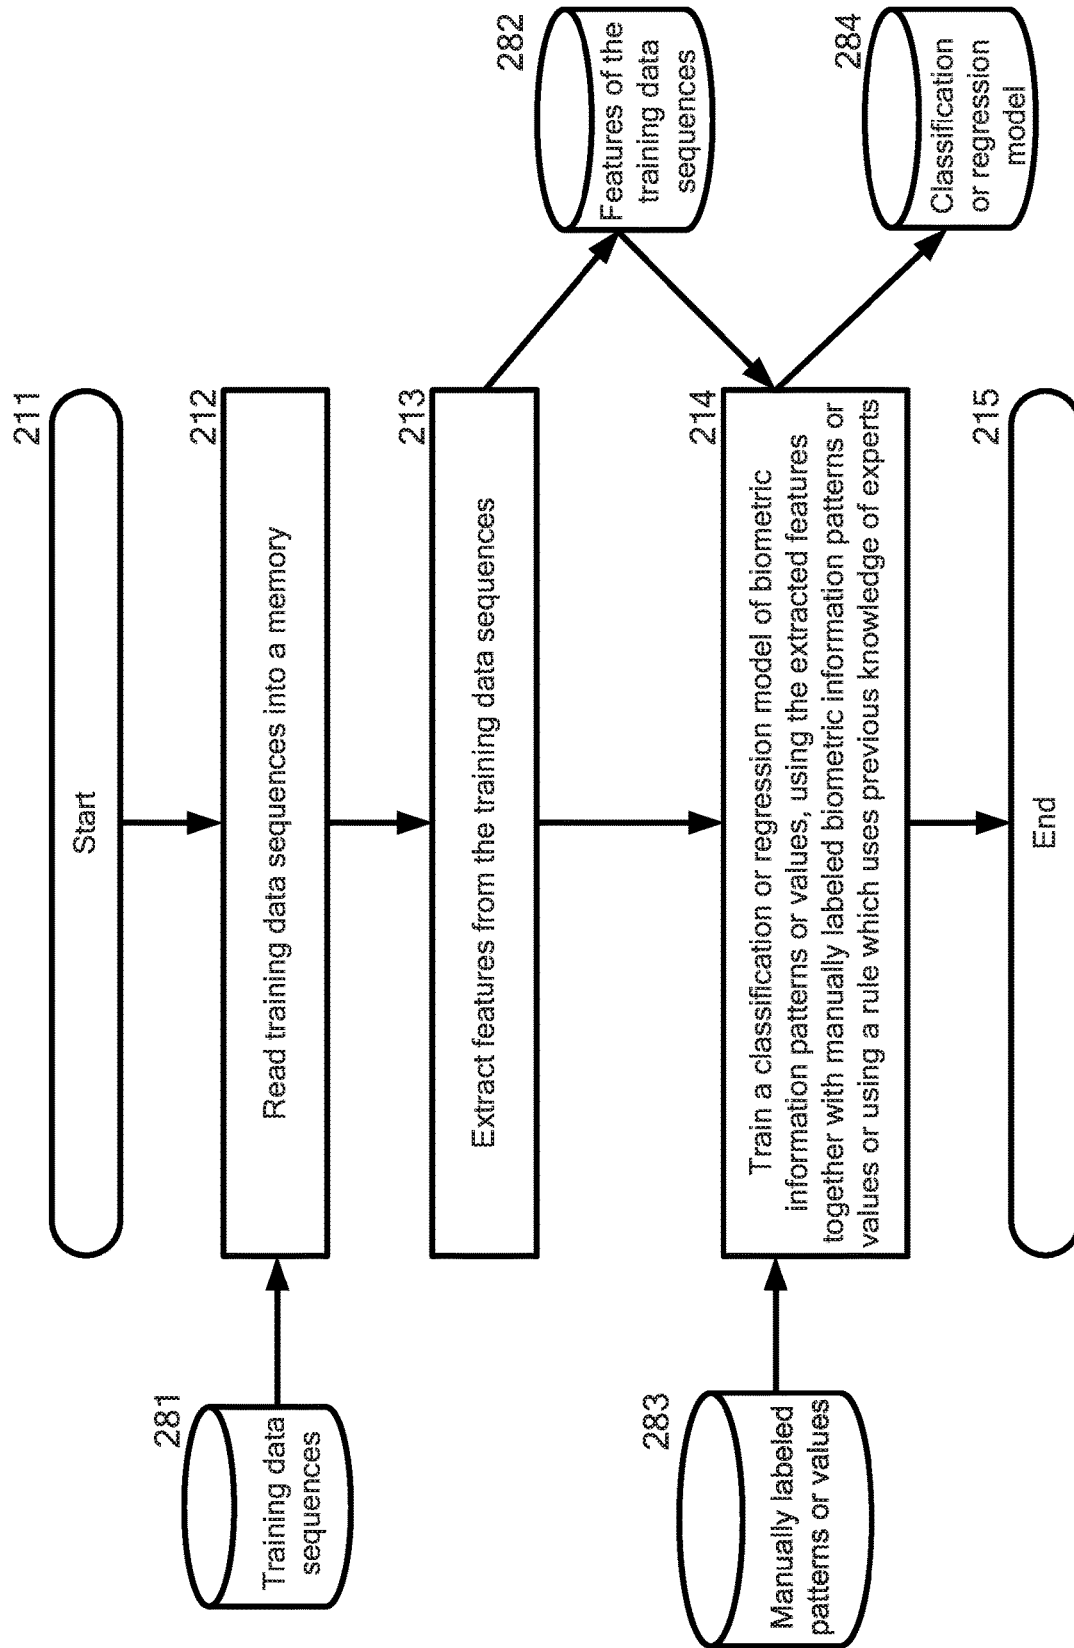 211
Start
281
Training data
sequences
212
Read training data sequences into a memory
213
Extract features from the training data sequences
282
Features of the
training data
sequences
283
Manually labeled
patterns or values
214
Train a classification or regression model of biometric
information patterns or values, using the extracted features
together with manually labeled biometric information patterns or
values or using a rule which uses previous knowledge of experts
284
Classification
or regression
model
215
End